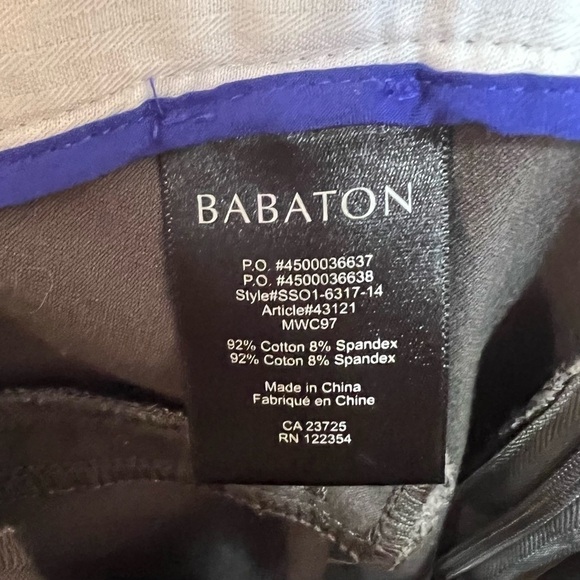 BABATON
P.O. #4500036637
P.O. #4500036638
Style#SSO1-6317-14
Article#43121
MWC97
92% Cotton 8% Spandex
92% Coton 8% Spandex
Made in China
Fabriqué en Chine
CA 23725
RN 122354